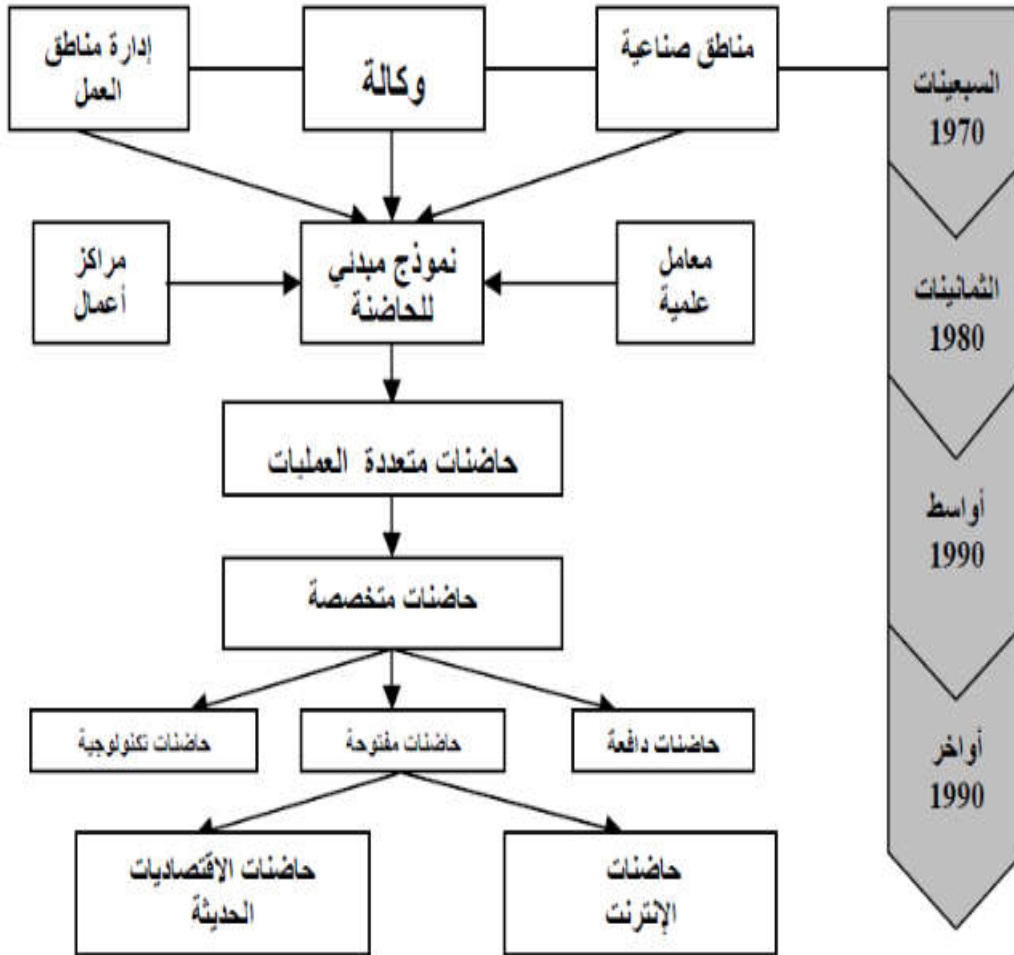 السبعينات
1970
مناطق صناعية
وكالة
إدارة مناطق
العمل
الثمانينات
1980
معامل
علمية
نموذج مبدئي
للحاضنة
مراكز
أعمال
حاضنات متعددة العمليات
أواسط
1990
حاضنات متخصصة
أواخر
1990
حاضنات دافعة
حاضنات مفتوحة
حاضنات تكنولوجية
حاضنات
الإنترنت
حاضنات الاقتصاديات
الحديثة